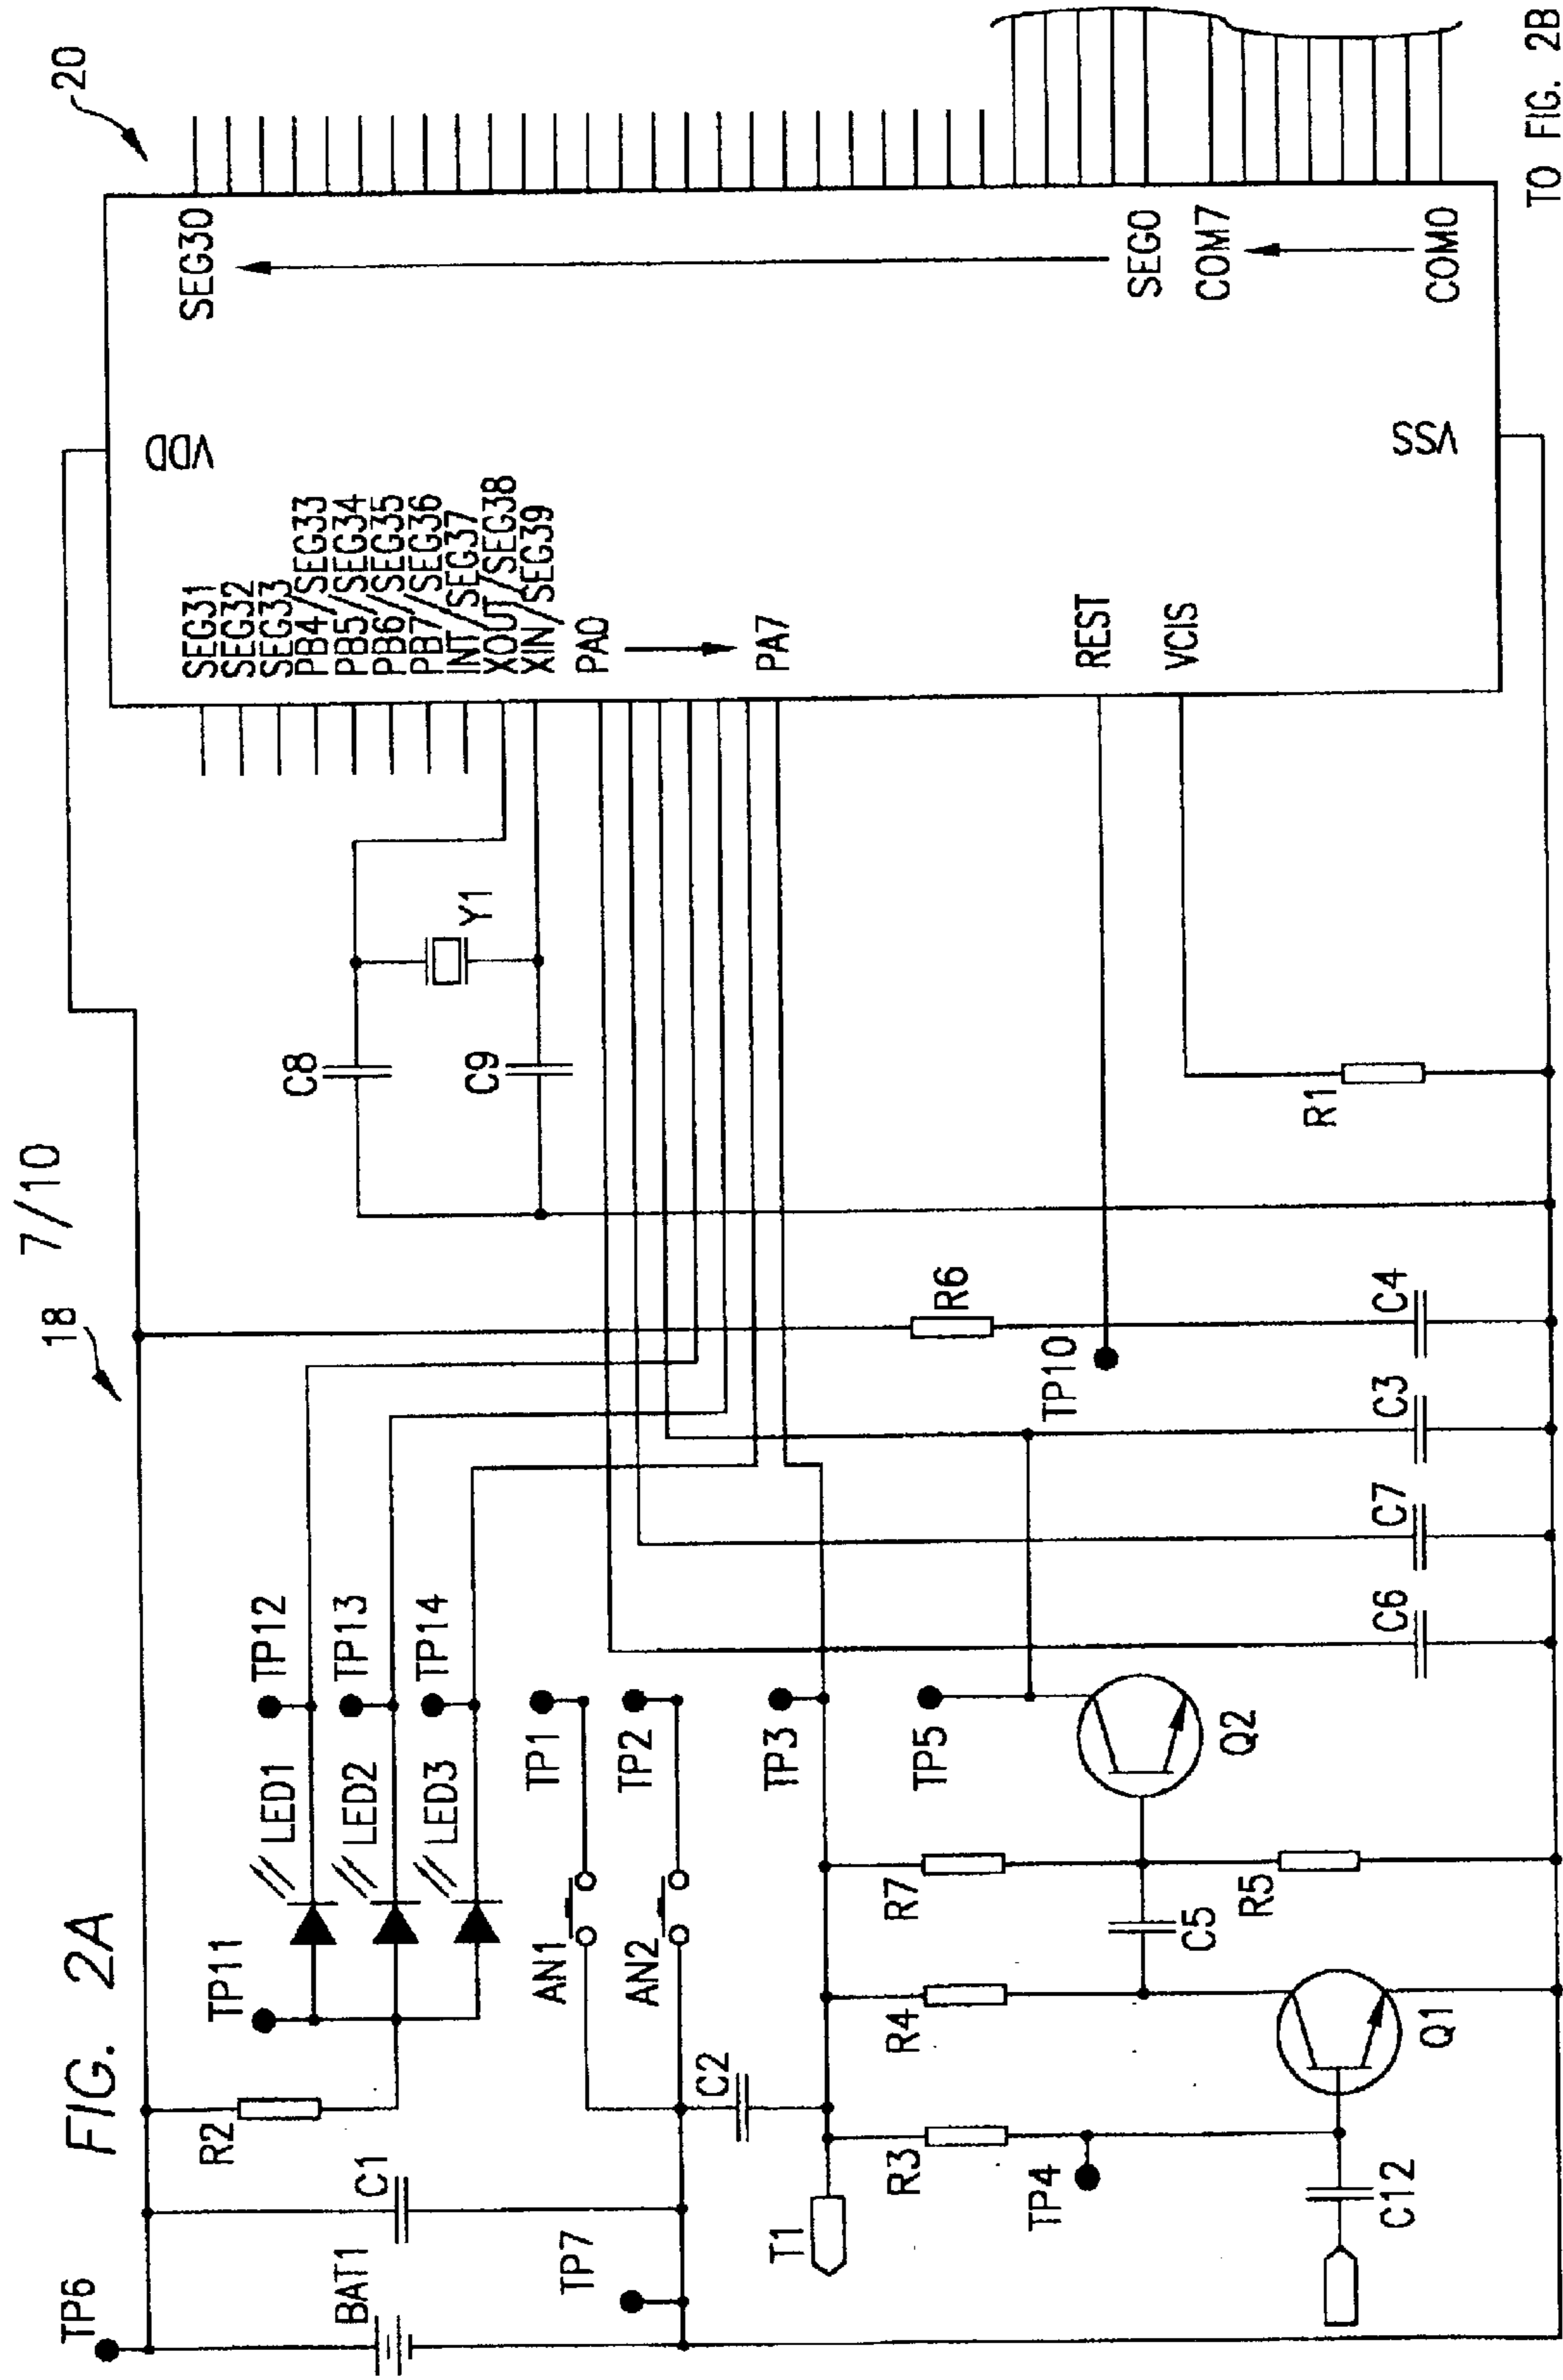 7/10
FIG. 2A
18
20
TP6
BAT1
C1
R2
TP11
LED1
LED2
LED3
TP12
TP13
TP14
AN1
AN2
TP1
TP2
TP7
C2
T1
TP3
R3
R4
R7
TP4
C5
TP5
Q2
R5
Q1
C12
C6
C7
C3
C4
R6
TP10
R1
C8
C9
Y1
VDD
SEG31
SEG32
SEG33
PB4/SEG33
PB5/SEG34
PB6/SEG35
PB7/SEG36
INT/SEG37
XOUT/SEG38
XIN/SEG39
PA0
PA7
REST
VCIS
VSS
SEG30
SEG0
COM7
COM0
TO FIG. 2B